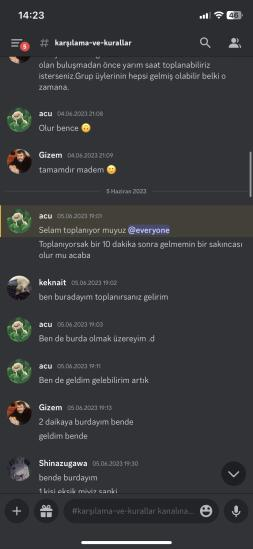 14:23
46
5
# karşılama-ve-kurallar
olan buluşmadan önce yarım saat toplanabiliriz
isterseniz.Grup üylerinin hepsi gelmiş olabilir belki o
zamana.
acu 04.06.2023 21:08
Olur bence 🙃
Gizem 04.06.2023 21:09
tamamdır madem 🙂
5 Haziran 2023
acu 05.06.2023 19:01
Selam toplanıyor muyuz @everyone
Toplanıyorsak bir 10 dakika sonra gelmemin bir sakıncası
olur mu acaba
keknait 05.06.2023 19:02
ben buradayım toplanırsanız gelirim
acu 05.06.2023 19:03
Ben de burda olmak üzereyim .d
acu 05.06.2023 19:11
Ben de geldim gelebilirim artık
Gizem 05.06.2023 19:13
2 daikaya burdayım bende
geldim bende
Shinazugawa 05.06.2023 19:30
bende burdayım
1 kişi eksik miyiz sanki
#karşılama-ve-kurallar kanalına...